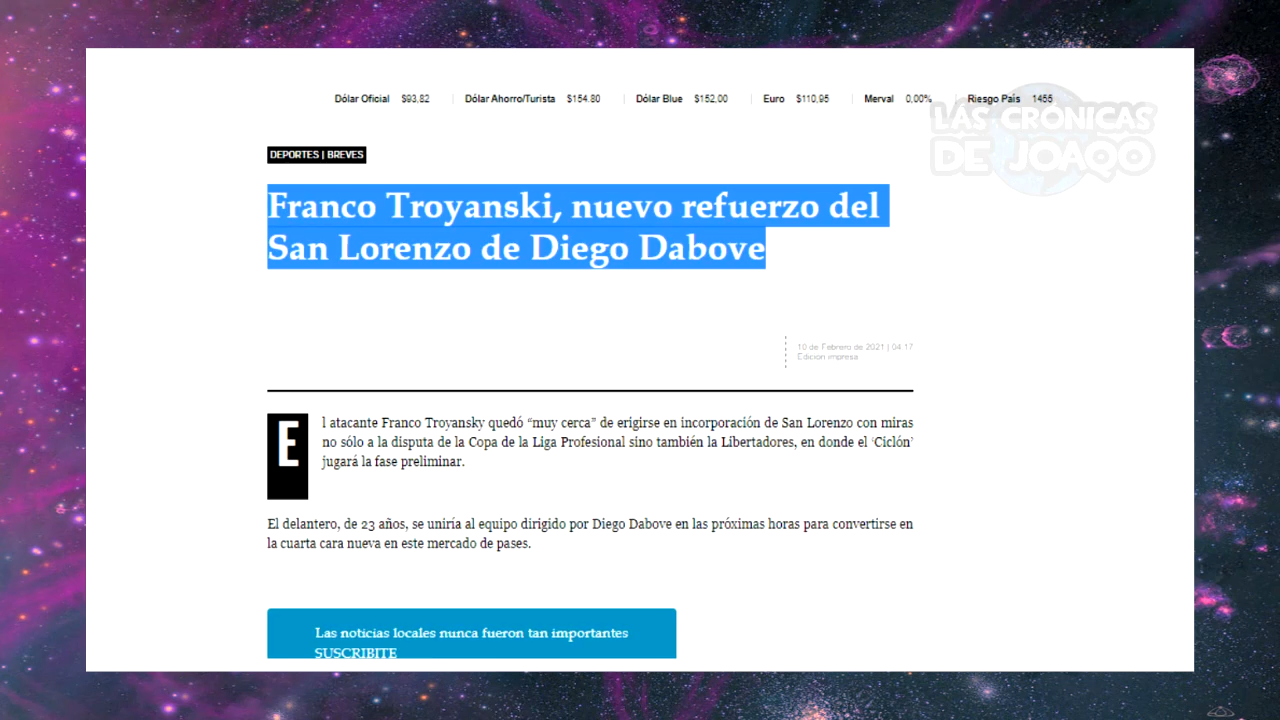 Dólar Oficial $93,82 Dólar Ahorro/Turista $154.80 Dólar Blue $152,00 Euro $110,95 Merval 0,00% Riesgo País 1455
LAS CRÓNICAS
DE JOAQO
DEPORTES | BREVES
Franco Troyanski, nuevo refuerzo del
San Lorenzo de Diego Dabove
10 de Febrero de 2021 | 04:17
Edición impresa
El atacante Franco Troyansky quedó “muy cerca” de erigirse en incorporación de San Lorenzo con miras
no sólo a la disputa de la Copa de la Liga Profesional sino también la Libertadores, en donde el ‘Ciclón’
jugará la fase preliminar.
El delantero, de 23 años, se uniría al equipo dirigido por Diego Dabove en las próximas horas para convertirse en
la cuarta cara nueva en este mercado de pases.
Las noticias locales nunca fueron tan importantes
SUSCRIBITE